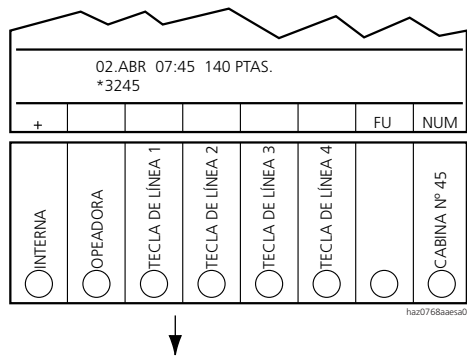 02.ABR 07:45 140 PTAS.
*3245
+ FU NUM
INTERNA
OPEADORA
TECLA DE LÍNEA 1
TECLA DE LÍNEA 2
TECLA DE LÍNEA 3
TECLA DE LÍNEA 4
CABINA Nº 45
haz0768aaesa0